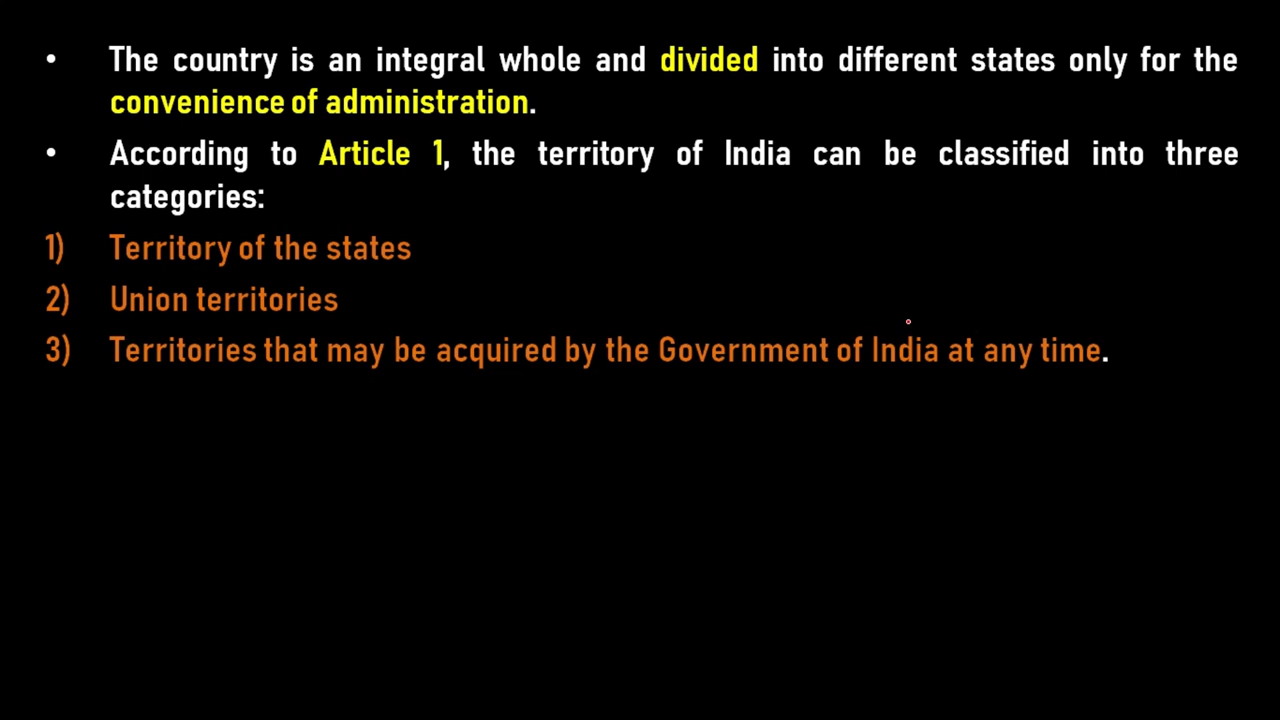 • The country is an integral whole and divided into different states only for the
convenience of administration.
• According to Article 1, the territory of India can be classified into three
categories:
1) Territory of the states
2) Union territories
3) Territories that may be acquired by the Government of India at any time.